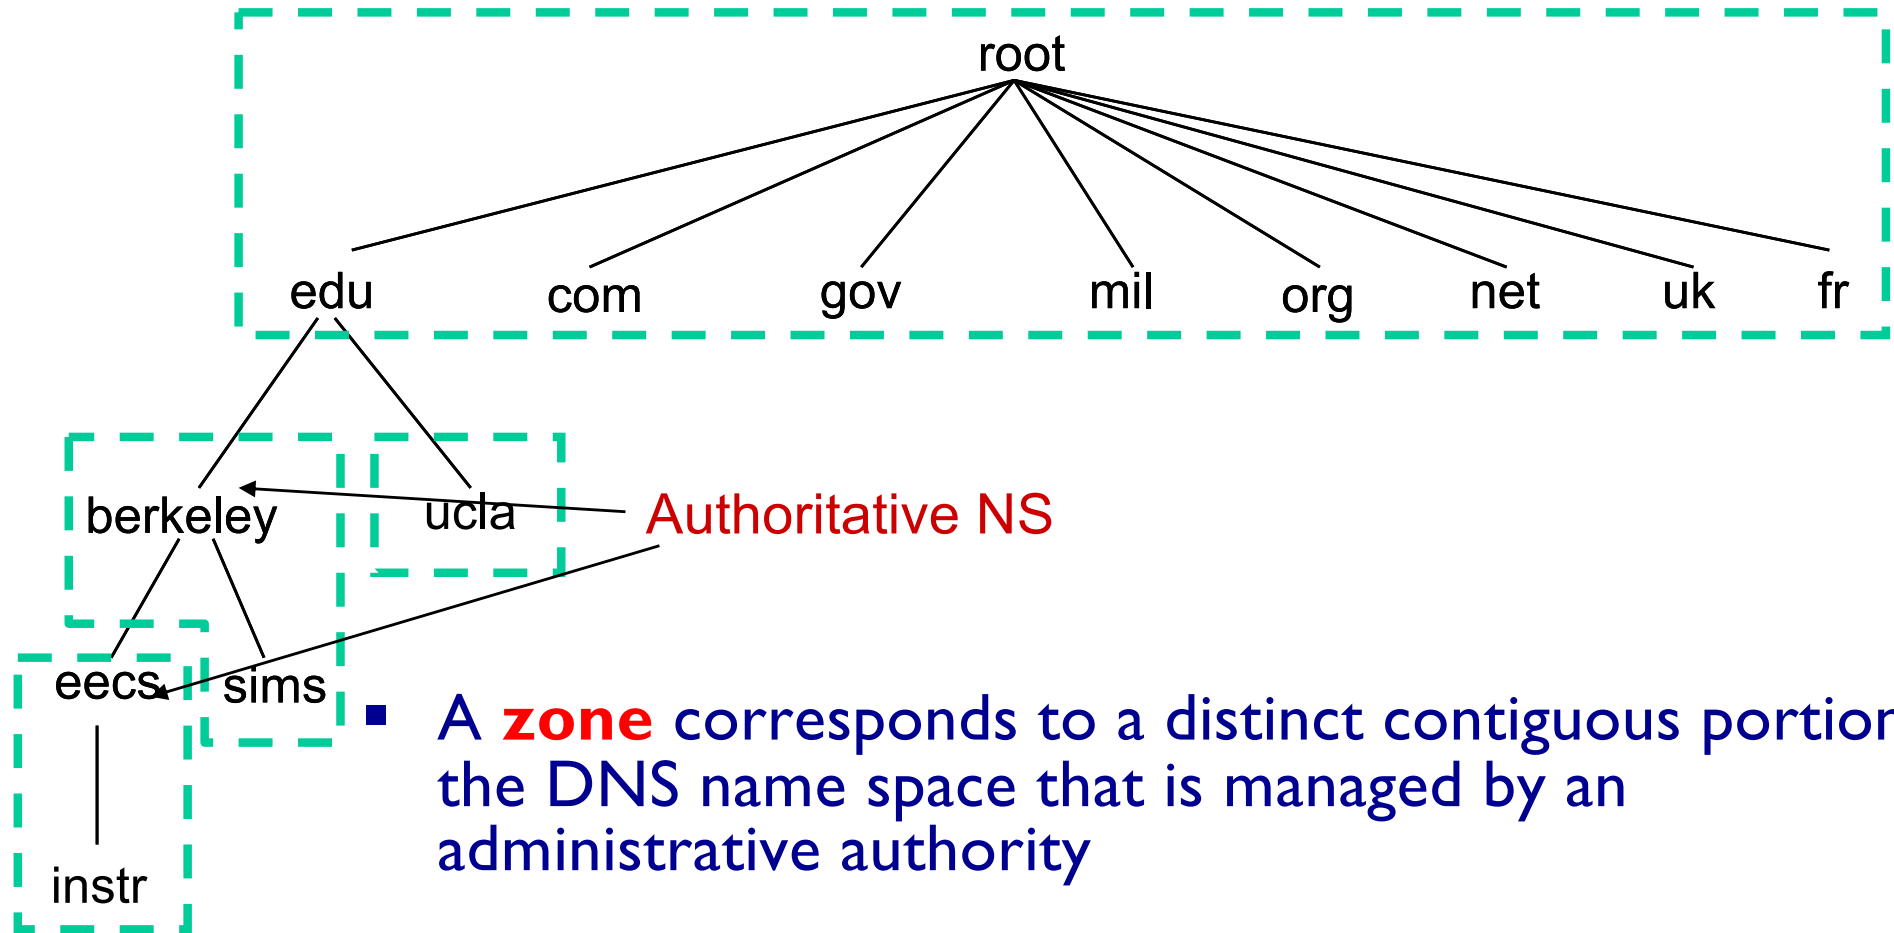 root
edu com gov mil org net uk fr
berkeley ucla Authoritative NS
eecs sims
▪ A zone corresponds to a distinct contiguous portion
the DNS name space that is managed by an
administrative authority
instr